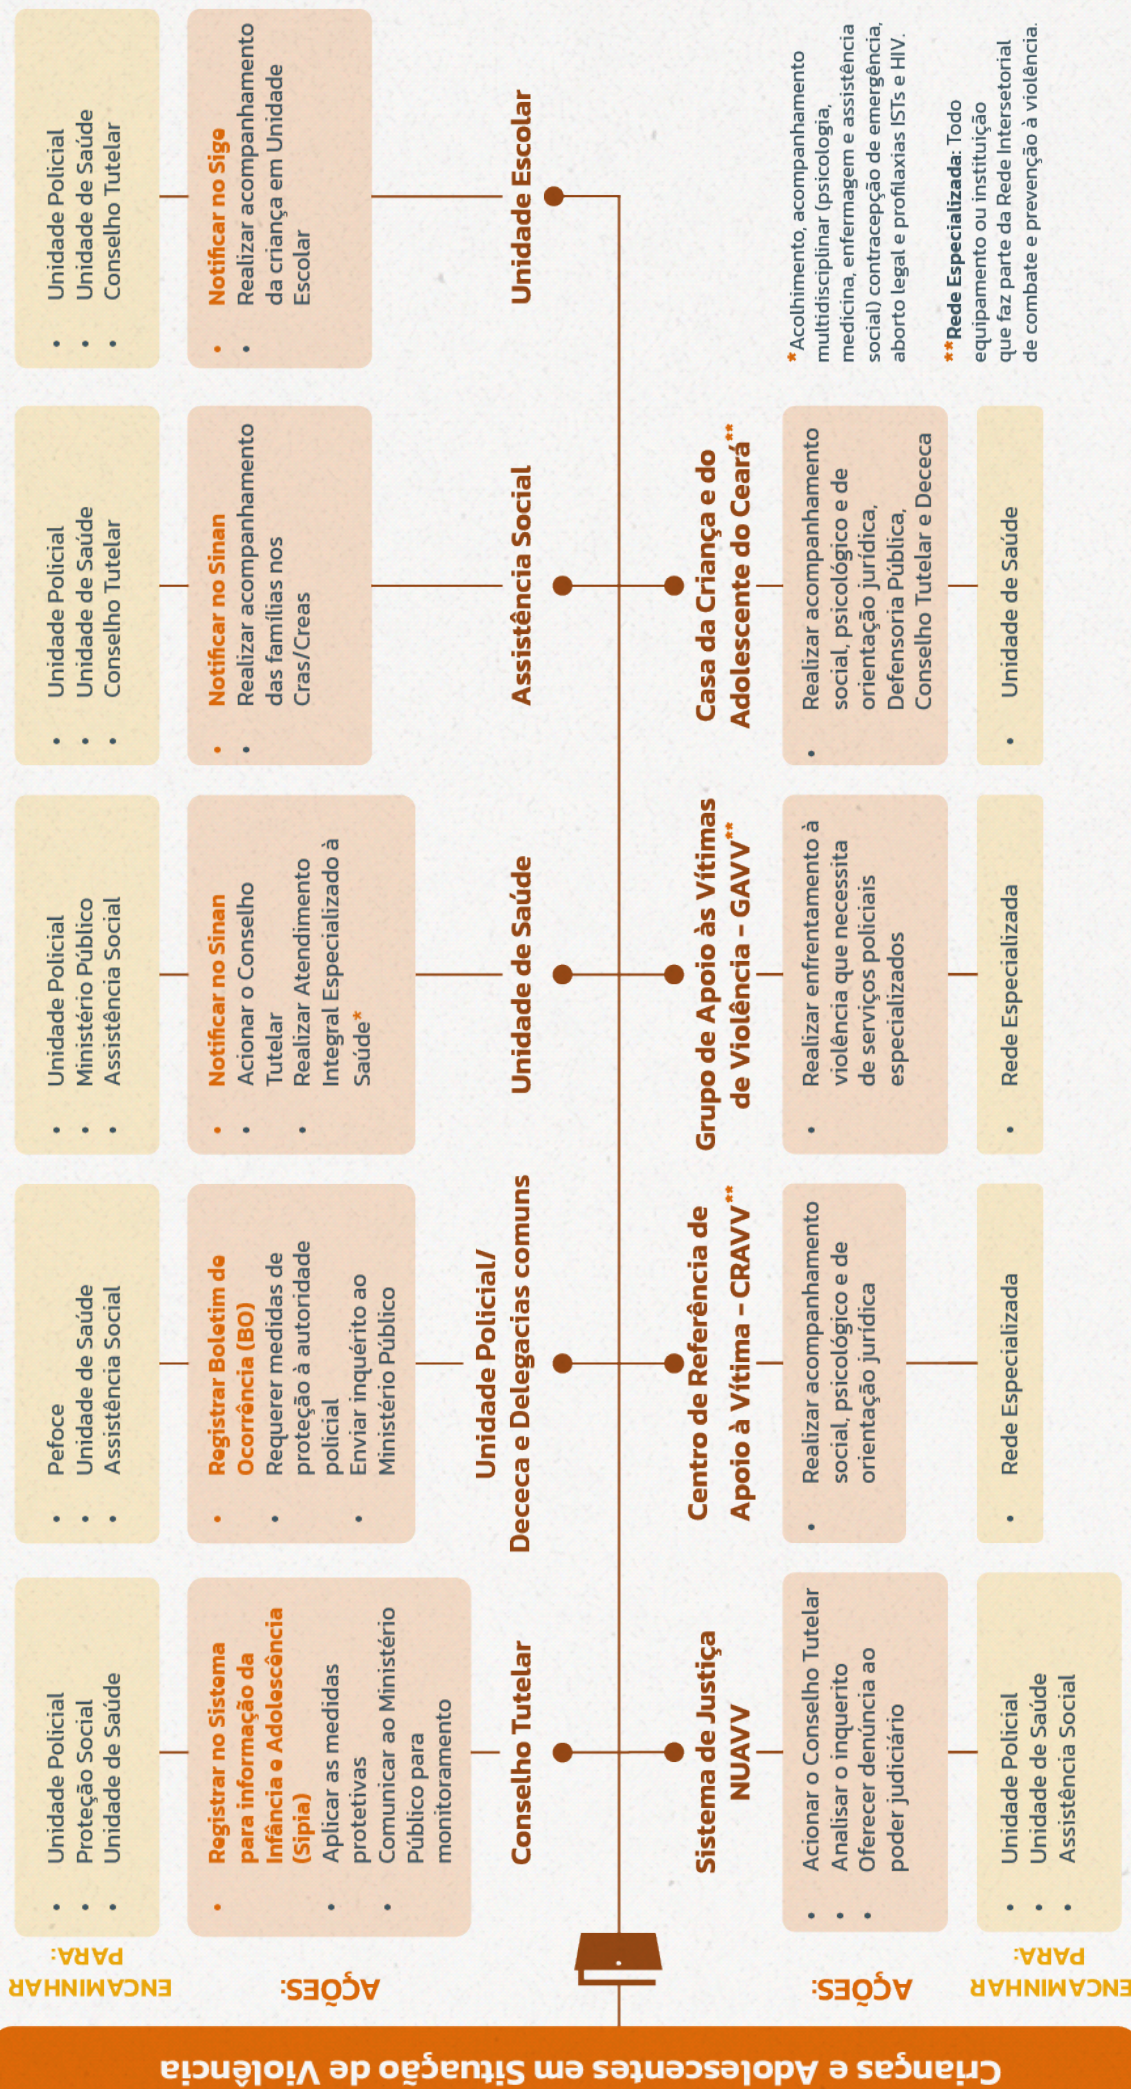 Crianças e Adolescentes em Situação de Violência
ENCAMINHAR
PARA:
• Unidade Policial
• Proteção Social
• Unidade de Saúde
• Pefoce
• Unidade de Saúde
• Assistência Social
• Unidade Policial
• Ministério Público
• Assistência Social
• Unidade Policial
• Unidade de Saúde
• Conselho Tutelar
• Unidade Policial
• Unidade de Saúde
• Conselho Tutelar
AÇÕES:
• Registrar no Sistema
para informação da
Infância e Adolescência
(Sipia)
• Aplicar as medidas
protetivas
• Comunicar ao Ministério
Público para
monitoramento
• Registrar Boletim de
Ocorrência (BO)
• Requerer medidas de
proteção à autoridade
policial
• Enviar inquérito ao
Ministério Público
• Notificar no Sinan
• Acionar o Conselho
Tutelar
• Realizar Atendimento
Integral Especializado à
Saúde*
• Notificar no Sinan
• Realizar acompanhamento
das famílias nos
Cras/Creas
• Notificar no Sige
• Realizar acompanhamento
da criança em Unidade
Escolar
Conselho Tutelar
Unidade Policial/
Dececa e Delegacias comuns
Unidade de Saúde
Assistência Social
Unidade Escolar
Sistema de Justiça
NUAVV
Centro de Referência de
Apoio à Vítima – CRAVV**
Grupo de Apoio às Vítimas
de Violência – GAVV**
Casa da Criança e do
Adolescente do Ceará**
AÇÕES:
• Acionar o Conselho Tutelar
• Analisar o inquerito
• Oferecer denúncia ao
poder judiciário
• Realizar acompanhamento
social, psicológico e de
orientação jurídica
• Realizar enfrentamento à
violência que necessita
de serviços policiais
especializados
• Realizar acompanhamento
social, psicológico e de
orientação jurídica,
Defensoria Pública,
Conselho Tutelar e Dececa
ENCAMINHAR
PARA:
• Unidade Policial
• Unidade de Saúde
• Assistência Social
• Rede Especializada
• Rede Especializada
• Unidade de Saúde
*Acolhimento, acompanhamento
multidisciplinar (psicologia,
medicina, enfermagem e assistência
social) contracepção de emergência,
aborto legal e profilaxias ISTs e HIV.
**Rede Especializada: Todo
equipamento ou instituição
que faz parte da Rede Intersetorial
de combate e prevenção à violência.